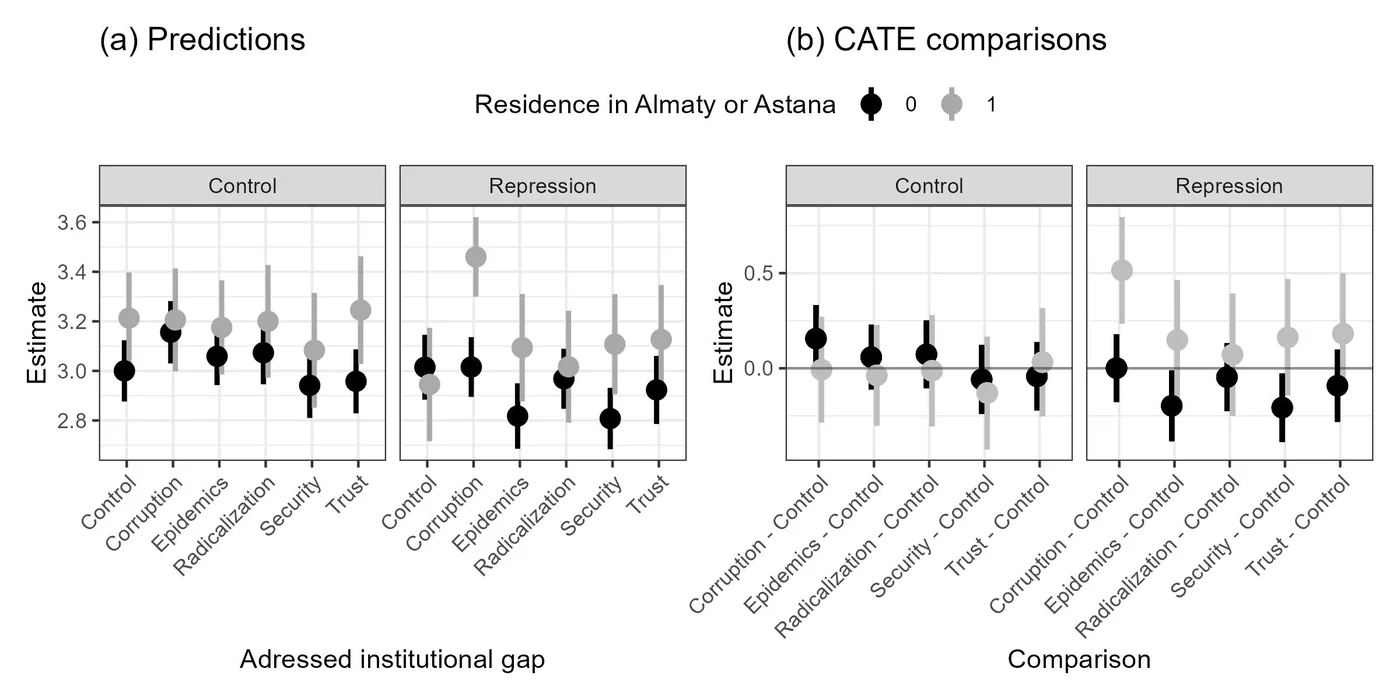 (a) Predictions
(b) CATE comparisons
Residence in Almaty or Astana 0 1
Control
Repression
Estimate
3.6
3.4
3.2
3.0
2.8
Control
Corruption
Epidemics
Radicalization
Security
Trust
Control
Corruption
Epidemics
Radicalization
Security
Trust
Adressed institutional gap
Control
Repression
Estimate
0.5
0.0
Corruption - Control
Epidemics - Control
Radicalization - Control
Security - Control
Trust - Control
Corruption - Control
Epidemics - Control
Radicalization - Control
Security - Control
Trust - Control
Comparison